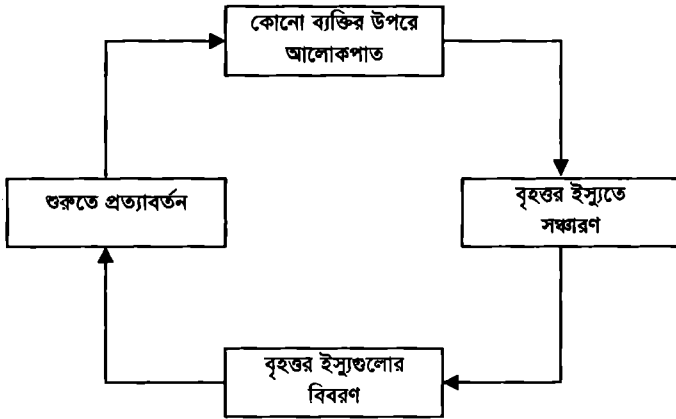 কোনো ব্যক্তির উপরে
আলোকপাত
শুরুতে প্রত্যাবর্তন
বৃহত্তর ইস্যুতে
সঞ্চারণ
বৃহত্তর ইস্যুগুলোর
বিবরণ